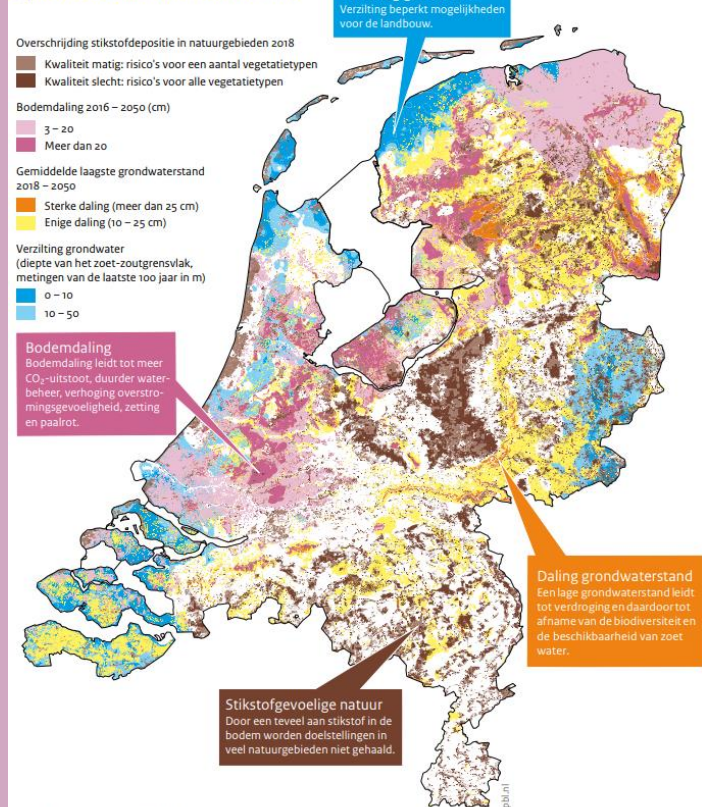 Verzilting beperkt mogelijkheden
voor de landbouw.
Overschrijding stikstofdepositie in natuurgebieden 2018
Kwaliteit matig: risico's voor een aantal vegetatietypen
Kwaliteit slecht: risico's voor alle vegetatietypen
Bodemdaling 2016 – 2050 (cm)
3 – 20
Meer dan 20
Gemiddelde laagste grondwaterstand
2018 – 2050
Sterke daling (meer dan 25 cm)
Enige daling (10 – 25 cm)
Verzilting grondwater
(diepte van het zoet-zoutgrensvlak,
metingen van de laatste 100 jaar in m)
0 – 10
10 – 50
Bodemdaling
Bodemdaling leidt tot meer
CO₂-uitstoot, duurder water-
beheer, verhoging overstro-
mingsgevoeligheid, zetting
en paalrot.
Daling grondwaterstand
Een lage grondwaterstand leidt
tot verdroging en daardoor tot
afname van de biodiversiteit en
de beschikbaarheid van zoet
water.
Stikstofgevoelige natuur
Door een teveel aan stikstof in de
bodem worden doelstellingen in
veel natuurgebieden niet gehaald.
pbl.nl